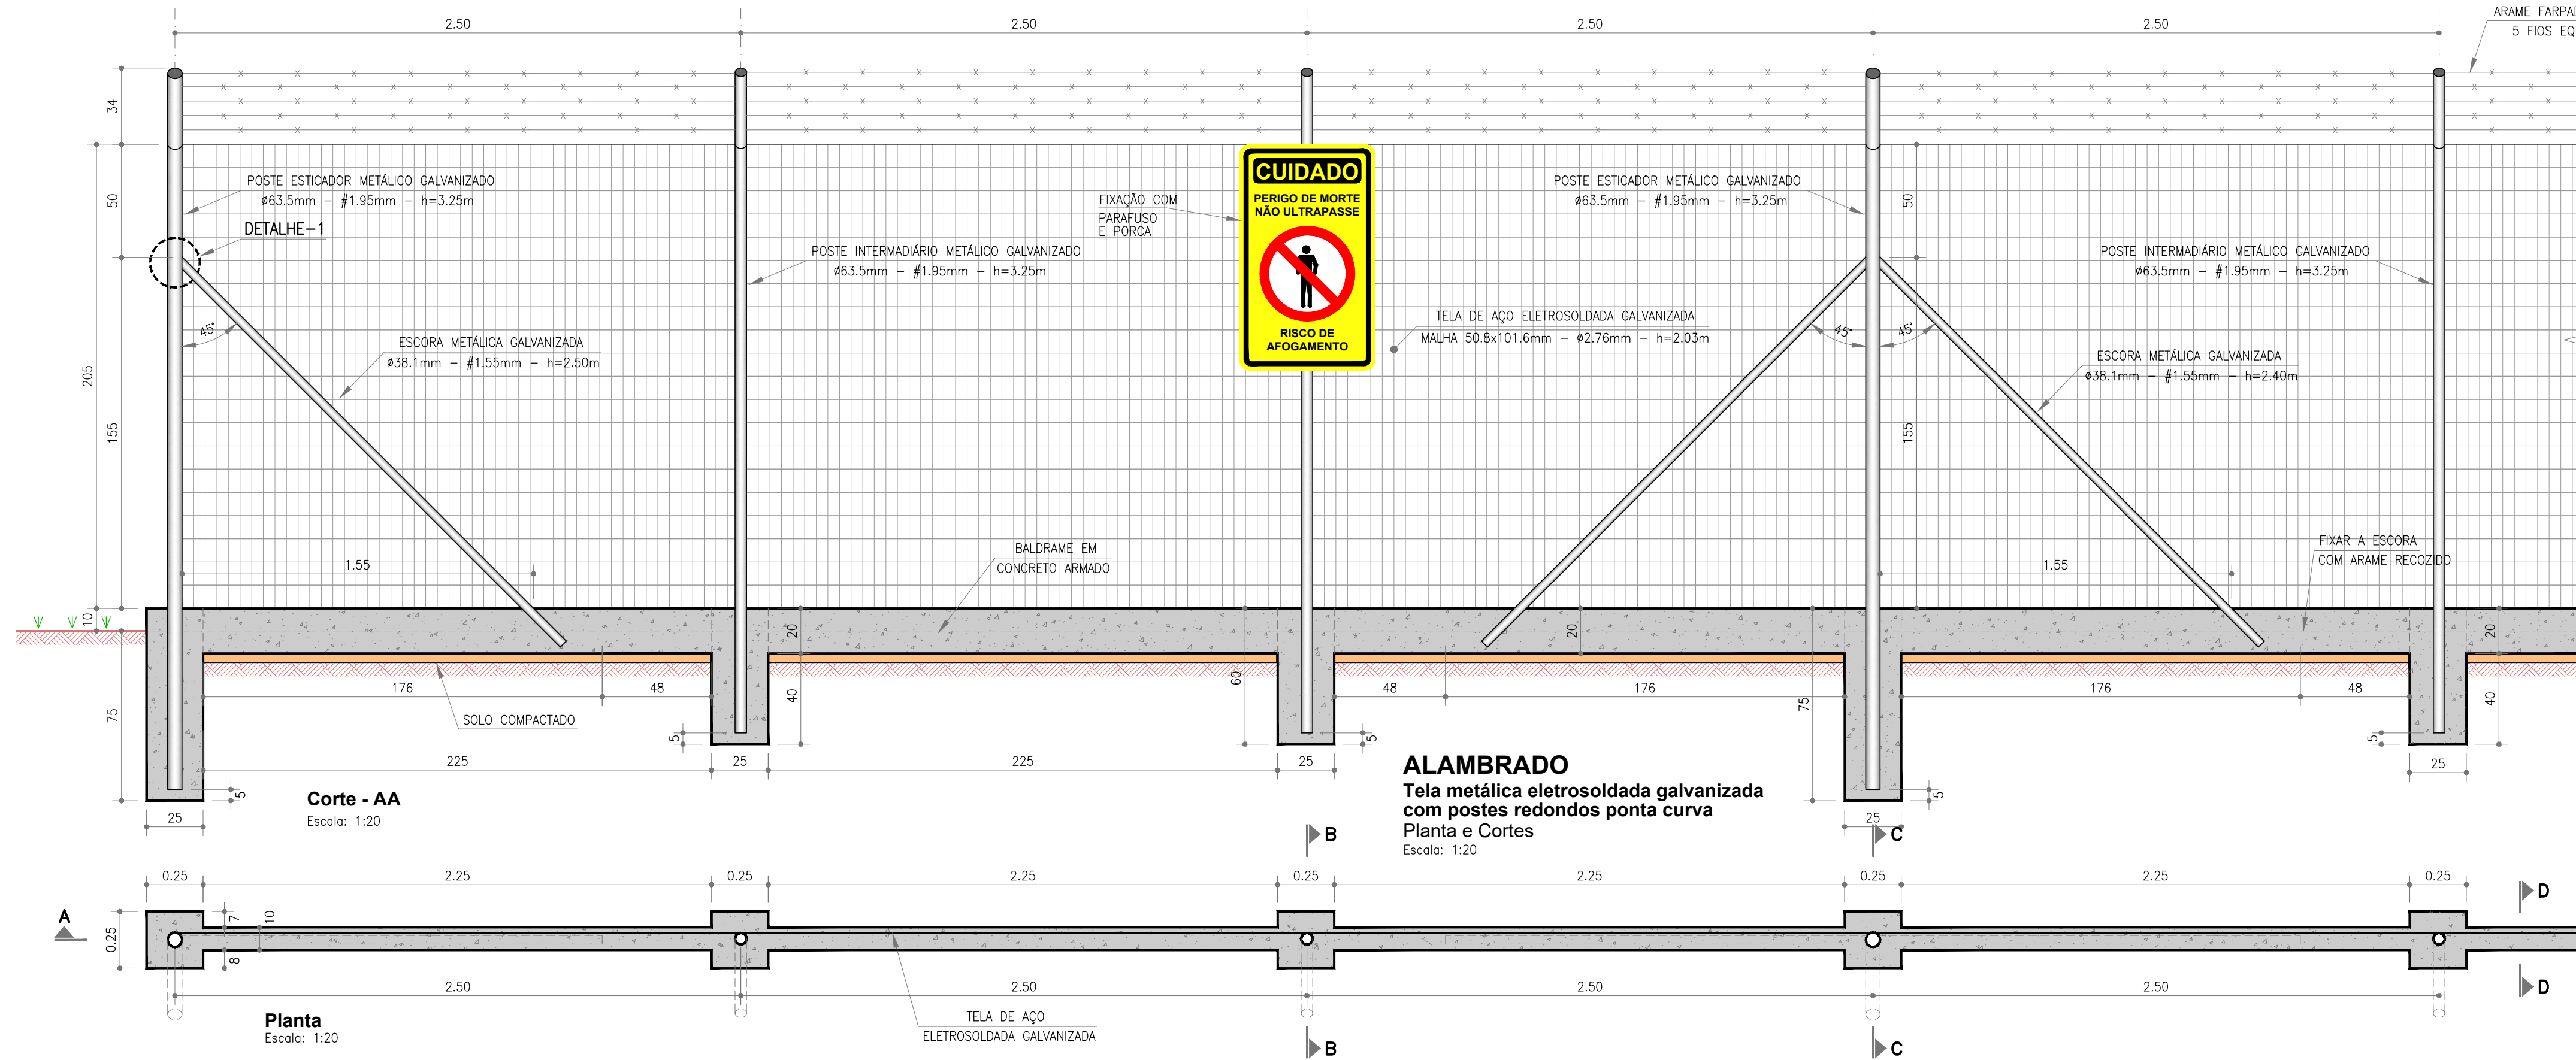 2.50
2.50
2.50
2.50
ARAME FARPAD
5 FIOS EQ
34
50
205
155
10
75
POSTE ESTICADOR METÁLICO GALVANIZADO
ø63.5mm – #1.95mm – h=3.25m
DETALHE-1
45°
ESCORA METÁLICA GALVANIZADA
ø38.1mm – #1.55mm – h=2.50m
1.55
POSTE INTERMADIÁRIO METÁLICO GALVANIZADO
ø63.5mm – #1.95mm – h=3.25m
FIXAÇÃO COM
PARAFUSO
E PORCA
CUIDADO
PERIGO DE MORTE
NÃO ULTRAPASSE
RISCO DE
AFOGAMENTO
POSTE ESTICADOR METÁLICO GALVANIZADO
ø63.5mm – #1.95mm – h=3.25m
50
POSTE INTERMADIÁRIO METÁLICO GALVANIZADO
ø63.5mm – #1.95mm – h=3.25m
TELA DE AÇO ELETROSOLDADA GALVANIZADA
MALHA 50.8x101.6mm – ø2.76mm – h=2.03m
45°
45°
ESCORA METÁLICA GALVANIZADA
ø38.1mm – #1.55mm – h=2.40m
155
BALDRAME EM
CONCRETO ARMADO
FIXAR A ESCORA
COM ARAME RECOZIDO
1.55
20
20
20
176
48
40
60
48
176
75
176
48
40
SOLO COMPACTADO
5
5
5
225
25
225
25
25
5
5
25
25
Corte - AA
Escala: 1:20
ALAMBRADO
Tela metálica eletrosoldada galvanizada
com postes redondos ponta curva
Planta e Cortes
Escala: 1:20
B
C
0.25
2.25
0.25
2.25
0.25
2.25
0.25
2.25
0.25
D
A
0.25
7
10
8
2.50
2.50
2.50
2.50
D
Planta
Escala: 1:20
TELA DE AÇO
ELETROSOLDADA GALVANIZADA
B
C